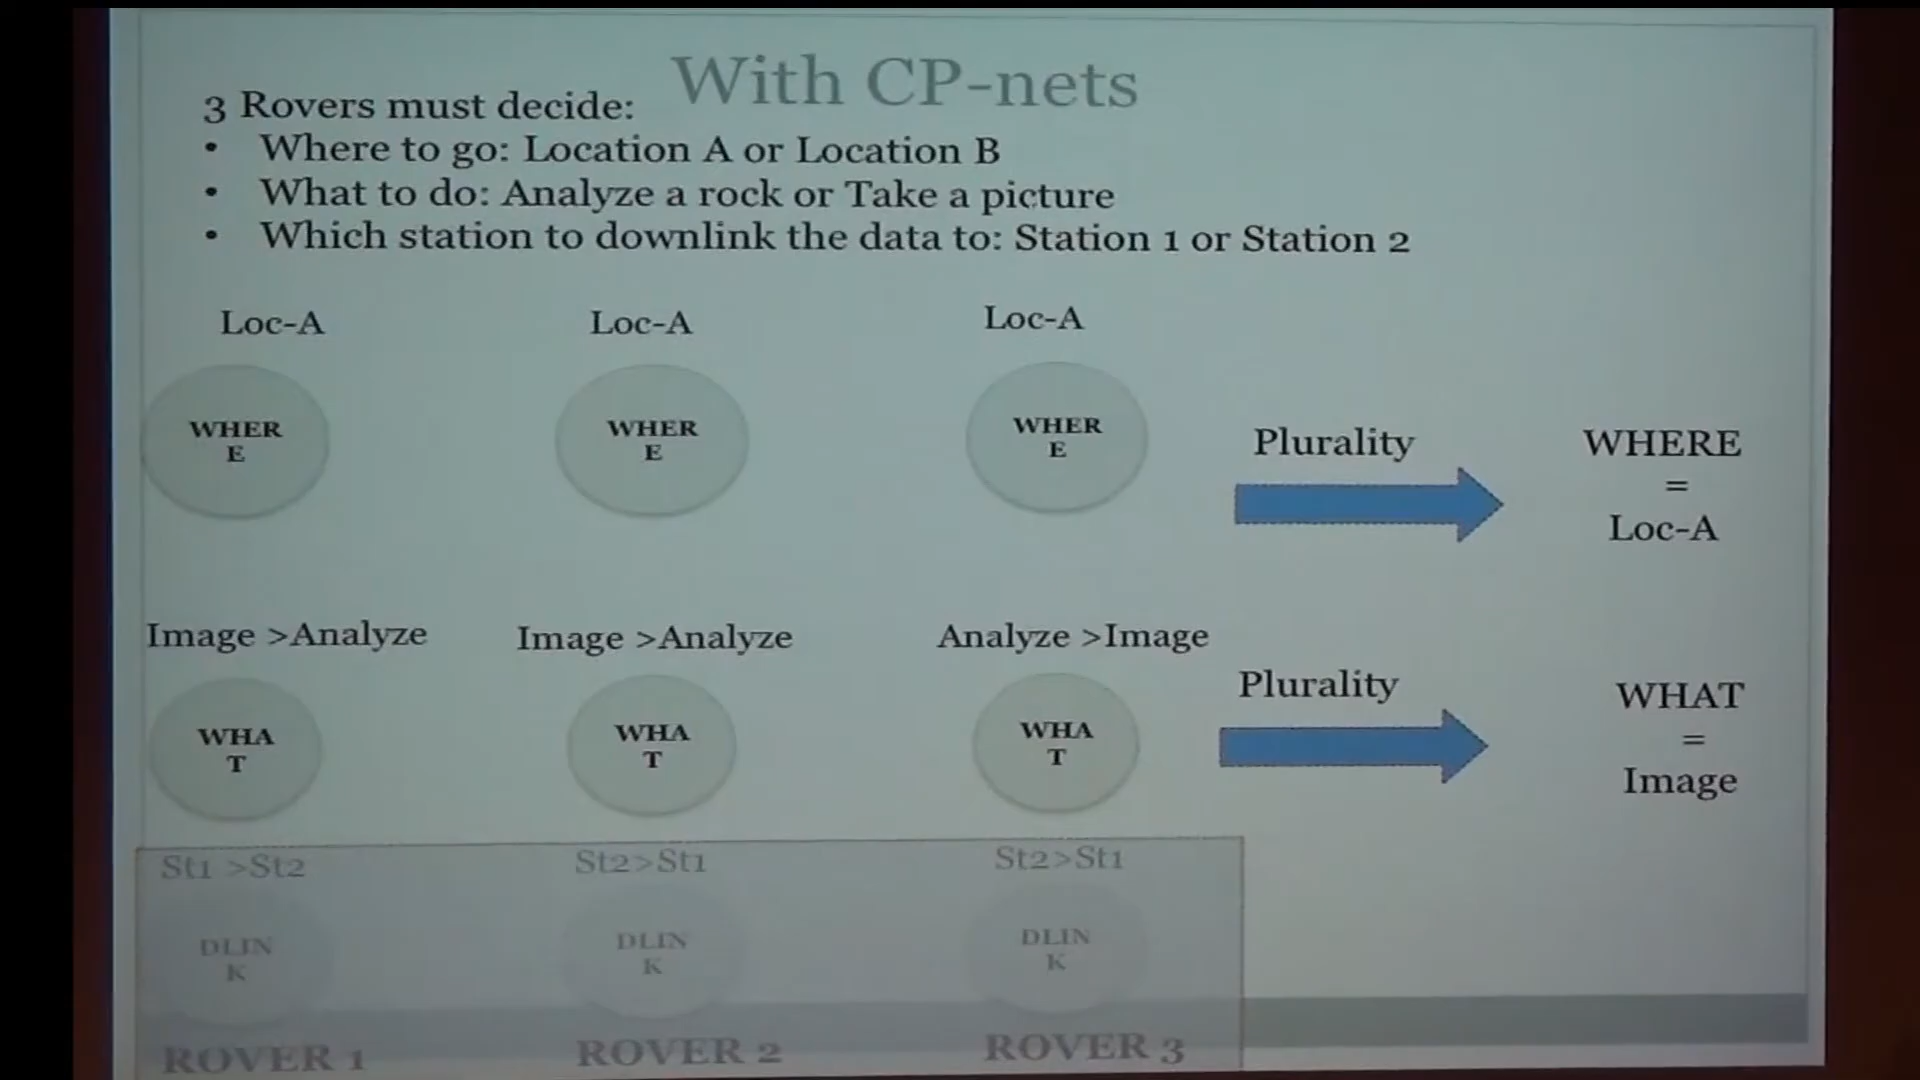 With CP-nets
3 Rovers must decide:
• Where to go: Location A or Location B
• What to do: Analyze a rock or Take a picture
• Which station to downlink the data to: Station 1 or Station 2
Loc-A Loc-A Loc-A
WHER
E
WHER
E
WHER
E
Plurality
WHERE
=
Loc-A
Image >Analyze Image >Analyze Analyze >Image
WHA
T
WHA
T
WHA
T
Plurality
WHAT
=
Image
St1 >St2 St2>St1 St2>St1
DLIN
K
DLIN
K
DLIN
K
ROVER 1 ROVER 2 ROVER 3